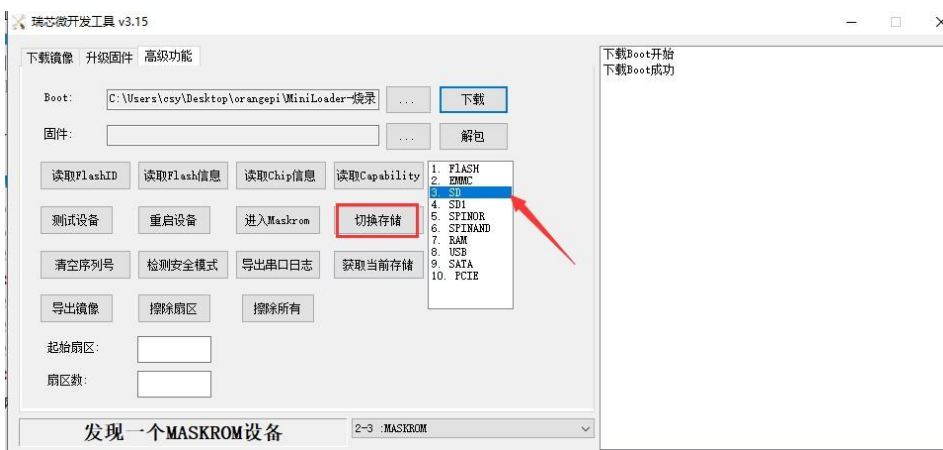 瑞芯微开发工具 v3.15
下载镜像 升级固件 高级功能
Boot: C:\Users\csy\Desktop\orangepi\MiniLoader-烧录 ... 下载
固件: ... 解包
读取FlashID 读取Flash信息 读取Chip信息 读取Capability
测试设备 重启设备 进入Maskrom 切换存储
清空序列号 检测安全模式 导出串口日志 获取当前存储
导出镜像 擦除扇区 擦除所有
1. FlASH
2. EMMC
3. SD
4. SD1
5. SPINOR
6. SPINAND
7. RAM
8. USB
9. SATA
10. PCIE
起始扇区:
扇区数:
发现一个MASKROM设备 2-3 :MASKROM
下载Boot开始
下载Boot成功